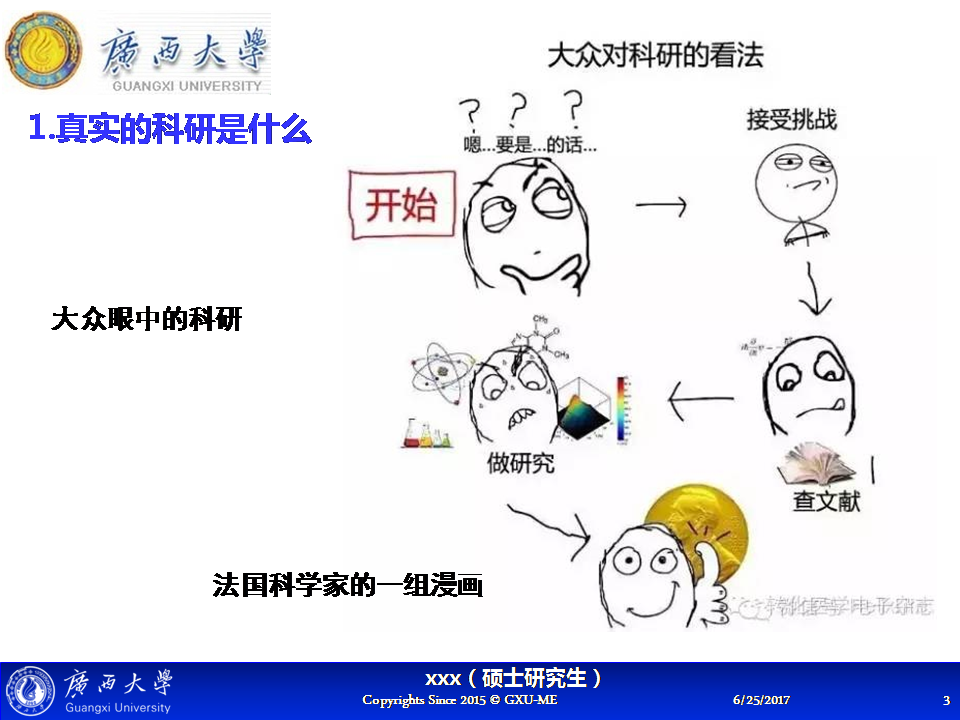 廣西大學
GUANGXI UNIVERSITY
1.真实的科研是什么
大众对科研的看法
? ? ?
嗯...要是...的话...
开始
接受挑战
大众眼中的科研
CH₃
N
N
O
N
CH₃
做研究
查文献
法国科学家的一组漫画
廣西大學
Guangxi University
xxx（硕士研究生）
Copyrights Since 2015 © GXU-ME
6/25/2017
3